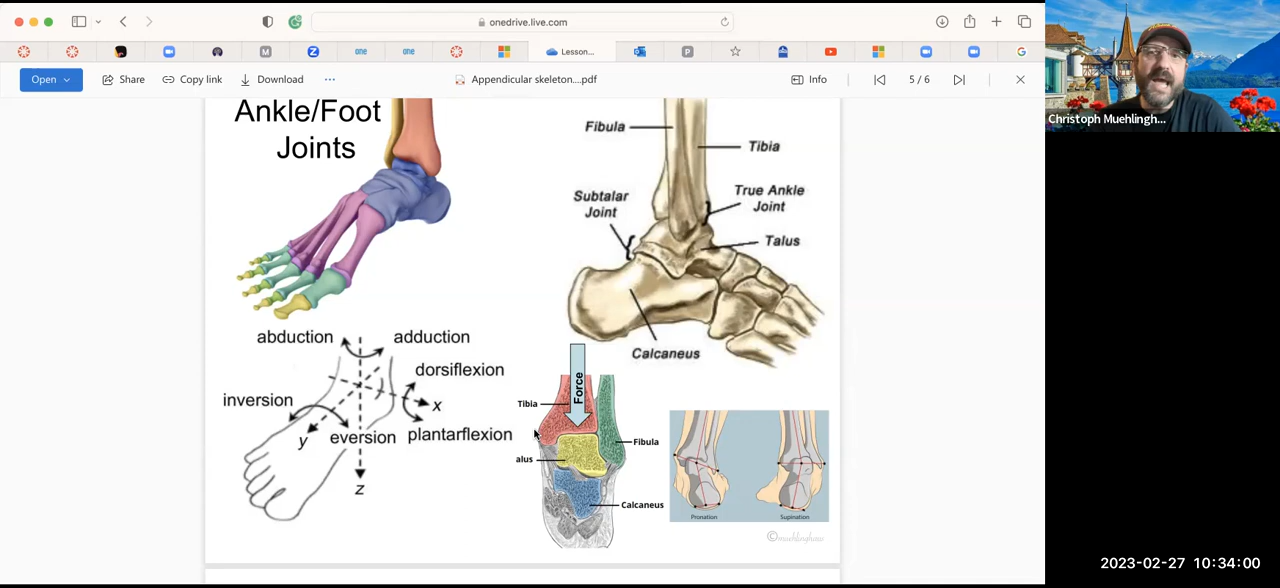 onedrive.live.com
M
Z
one
one
Lesson...
P
G
Open
Share
Copy link
Download
...
Appendicular skeleton....pdf
Info
5 / 6
Christoph Muehlingh...
Ankle/Foot
Joints
Fibula
Tibia
Subtalar
Joint
True Ankle
Joint
Talus
Calcaneus
abduction
adduction
dorsiflexion
inversion
x
y
eversion
plantarflexion
z
Force
Tibia
Fibula
alus
Calcaneus
Pronation
Supination
©muehlinghaus
2023-02-27 10:34:00